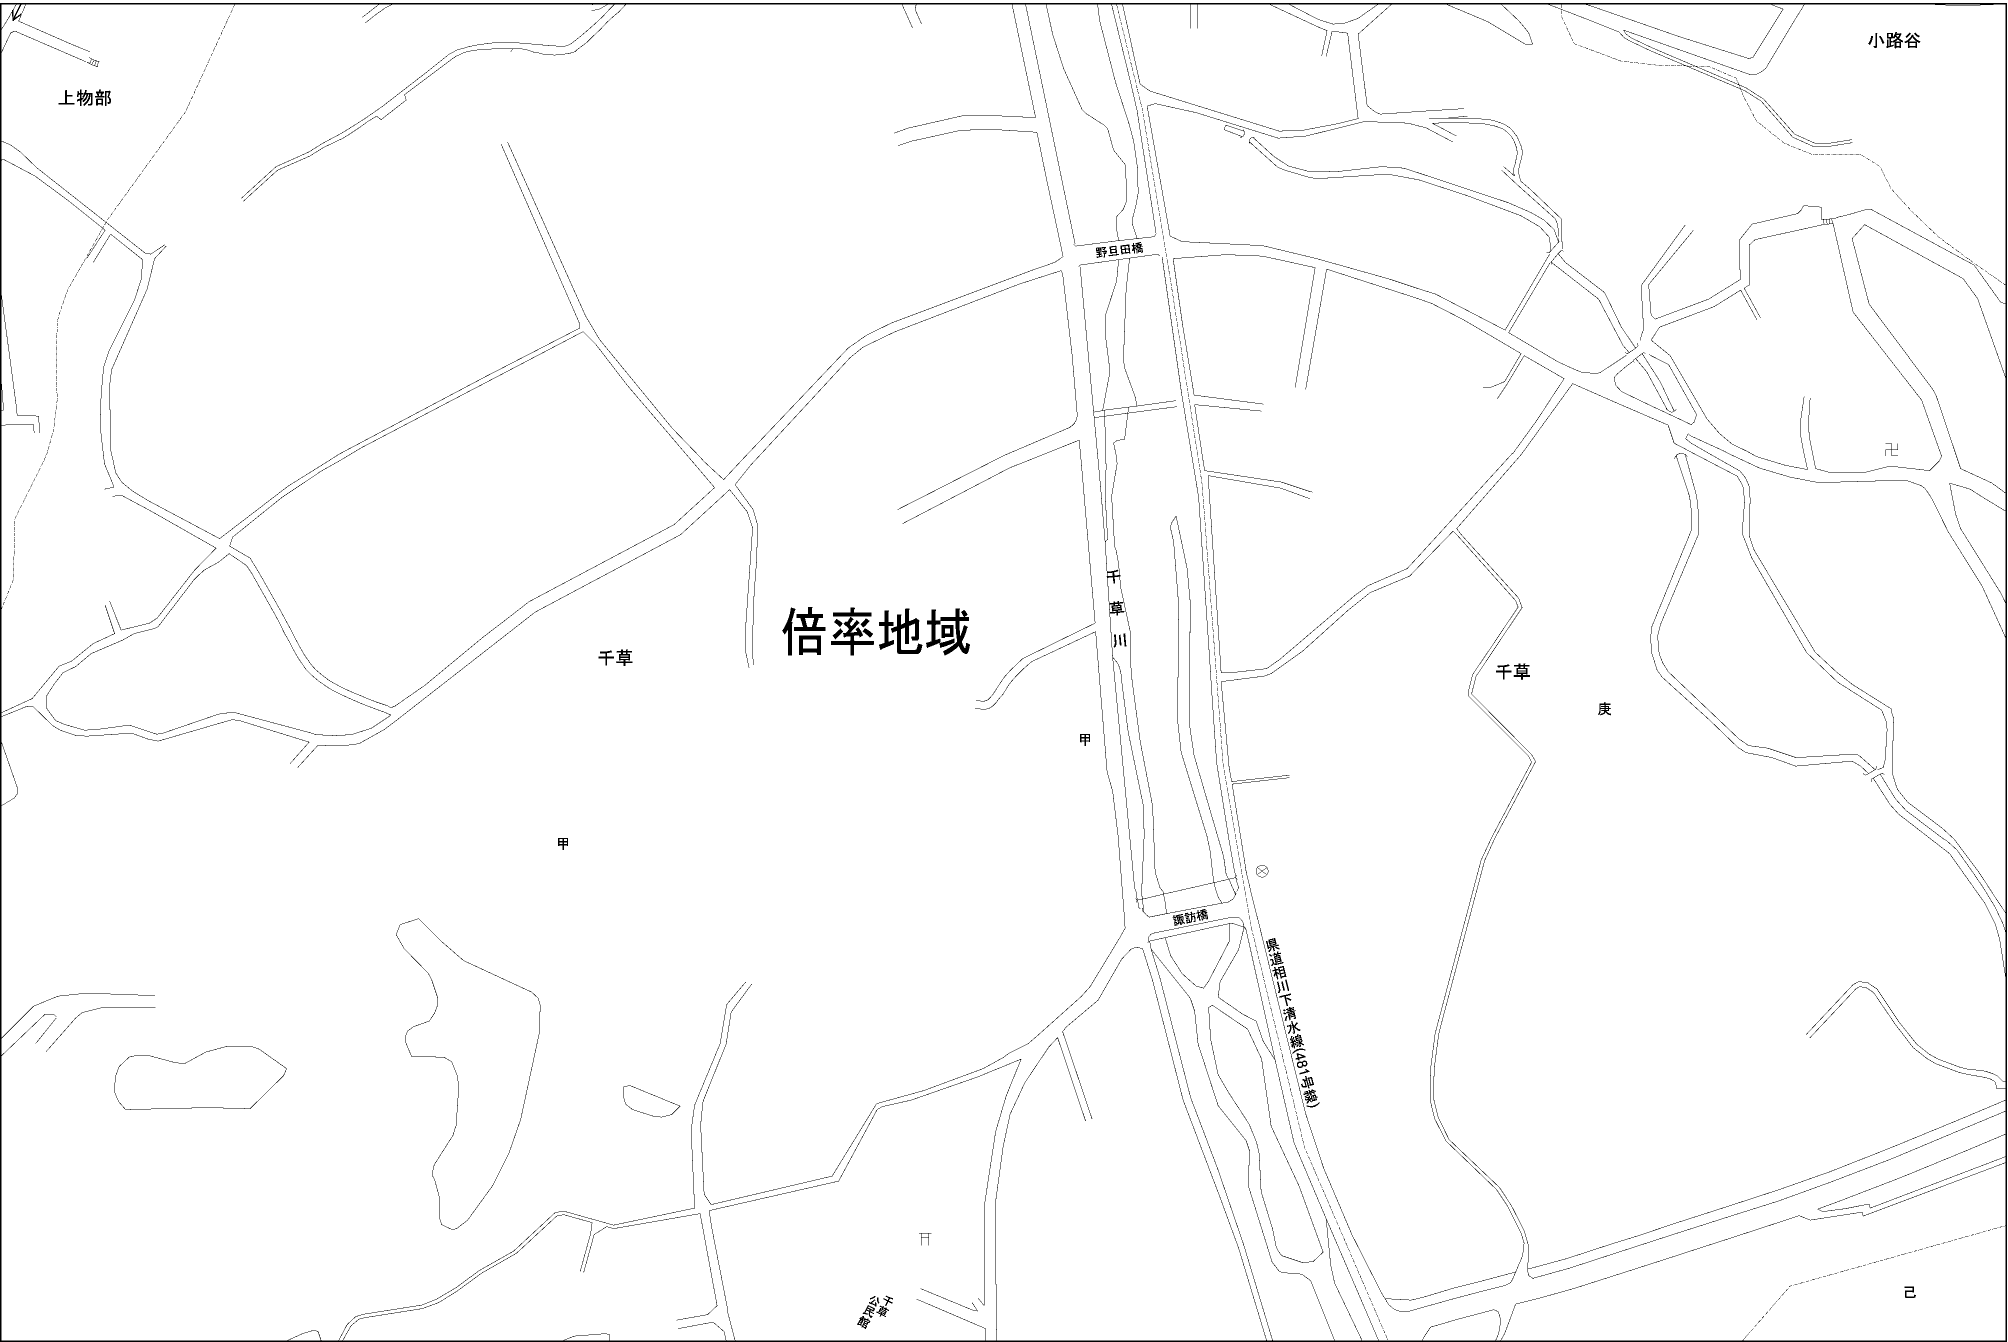 小路谷
上物部
野旦田橋
千草川
倍率地域
千草
千草
庚
甲
甲
諏訪橋
県道相川下清水線(481号線)
千草
公民館
己